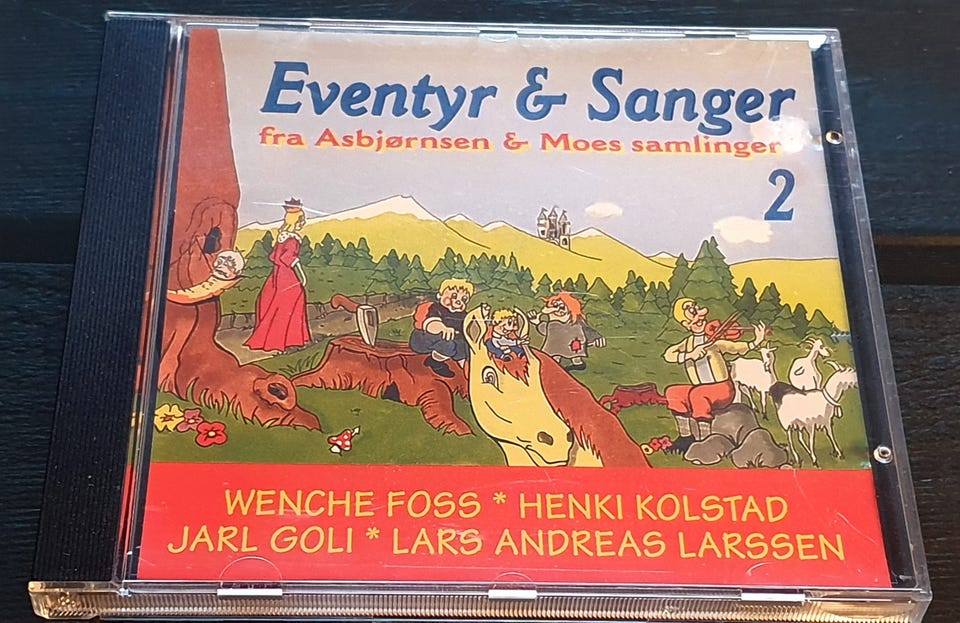 Eventyr & Sanger
fra Asbjørnsen & Moes samlinger
2
WENCHE FOSS * HENKI KOLSTAD
JARL GOLI * LARS ANDREAS LARSSEN